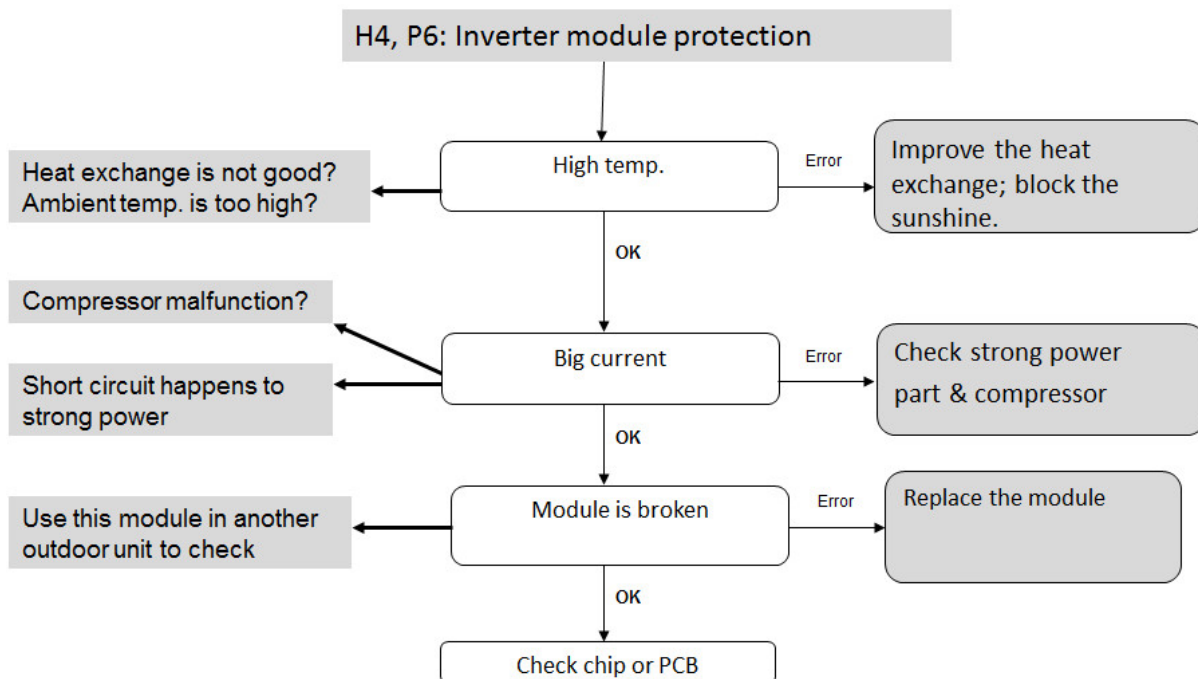 H4, P6: Inverter module protection
High temp.
Heat exchange is not good?
Ambient temp. is too high?
Error
Improve the heat
exchange; block the
sunshine.
OK
Compressor malfunction?
Big current
Short circuit happens to
strong power
Error
Check strong power
part & compressor
OK
Module is broken
Use this module in another
outdoor unit to check
Error
Replace the module
OK
Check chip or PCB